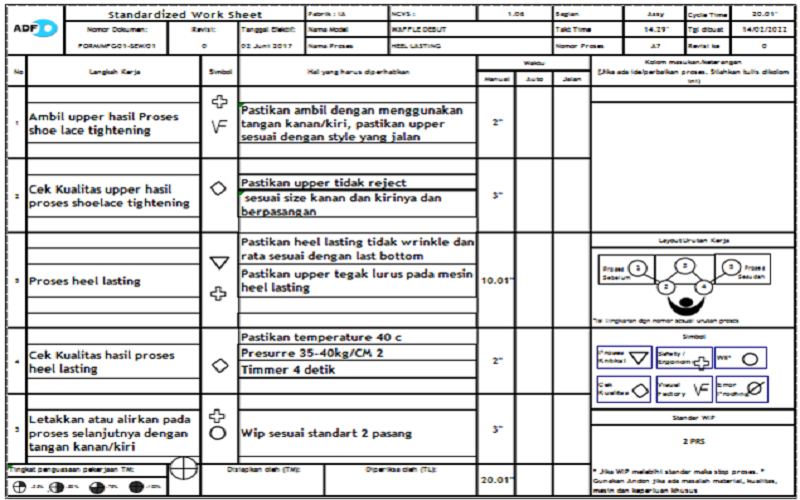 ADF
Standardized Work Sheet
Pabrik : IA
NCVS :
1.06
Bagian
Assy
Cycle Time
20.01"
Nomor Dokumen:
Revisi:
Tanggal Efektif:
Nama Model
WAFFLE DEBUT
Takt Time
14.29"
Tgl dibuat
14/02/2022
FORM/MFG01-SEW/01
0
02 Juni 2017
Nama Proses
HEEL LASTING
Nomor Proses
A7
Revisi ke
0
No
Langkah Kerja
Simbol
Hal yang harus diperhatikan
Waktu
Manual
Auto
Jalan
Kolom masukan/keterangan
(Jika ada ide/perbaikan proses. Silahkan tulis dikolom
ini)
1
Ambil upper hasil Proses
shoe lace tightening
VF
Pastikan ambil dengan menggunakan
tangan kanan/kiri, pastikan upper
sesuai dengan style yang jalan
2"
2
Cek Kualitas upper hasil
proses shoelace tightening
Pastikan upper tidak reject
sesuai size kanan dan kirinya dan
berpasangan
3"
3
Proses heel lasting
Pastikan heel lasting tidak wrinkle dan
rata sesuai dengan last bottom
Pastikan upper tegak lurus pada mesin
heel lasting
10.01"
4
Cek Kualitas hasil proses
heel lasting
Pastikan temperature 40 c
Presurre 35-40kg/CM 2
Timmer 4 detik
2"
5
Letakkan atau alirkan pada
proses selanjutnya dengan
tangan kanan/kiri
Wip sesuai standart 2 pasang
3"
Layout/Urutan Kerja
Proses
Sebelum
1
2
3
4
5
Proses
Sesudah
*Isi lingkaran dgn nomor sesuai urutan proses
Simbol
Proses
Kritikal
Safety /
Ergonomi
WIP
Cek
Kualitas
Visual
Factory
VF
Error
Proofing
Standar WIP
2 PRS
Tingkat penguasaan pekerjaan TM:
Disiapkan oleh (TM):
Diperiksa oleh (TL):
20.01"
* Jika WIP melebihi standar maka stop proses. *
Gunakan Andon jika ada masalah material, kualitas,
mesin dan keperluan khusus